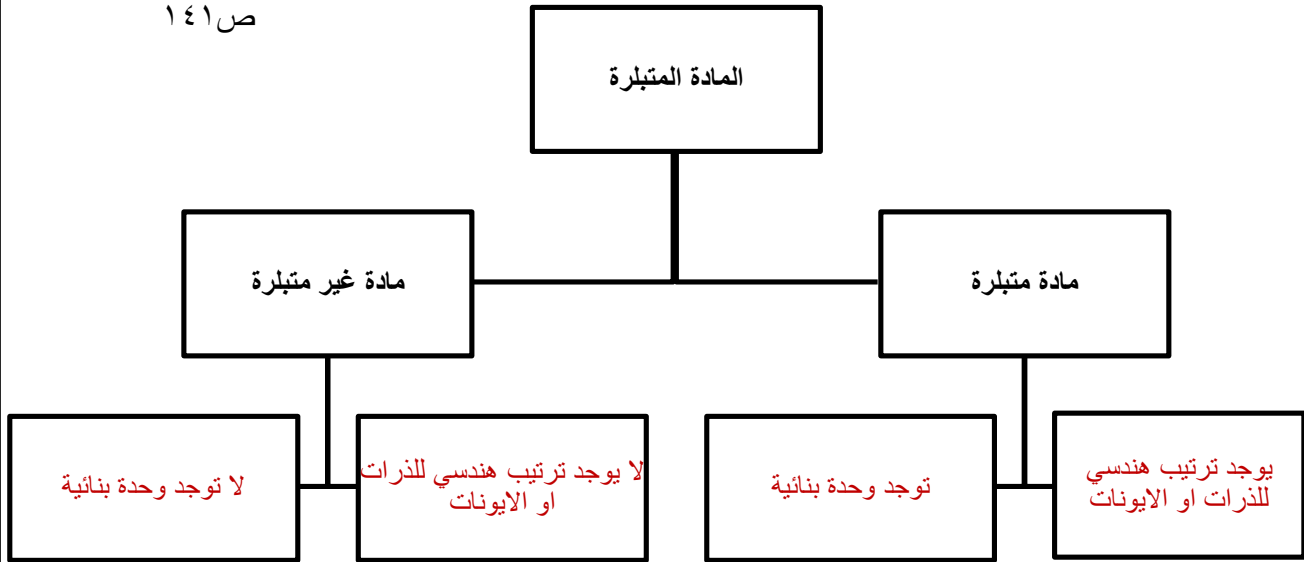 ص١٤١
المادة المتبلرة
مادة متبلرة
مادة غير متبلرة
يوجد ترتيب هندسي
للذرات او الايونات
توجد وحدة بنائية
لا يوجد ترتيب هندسي للذرات
او الايونات
لا توجد وحدة بنائية